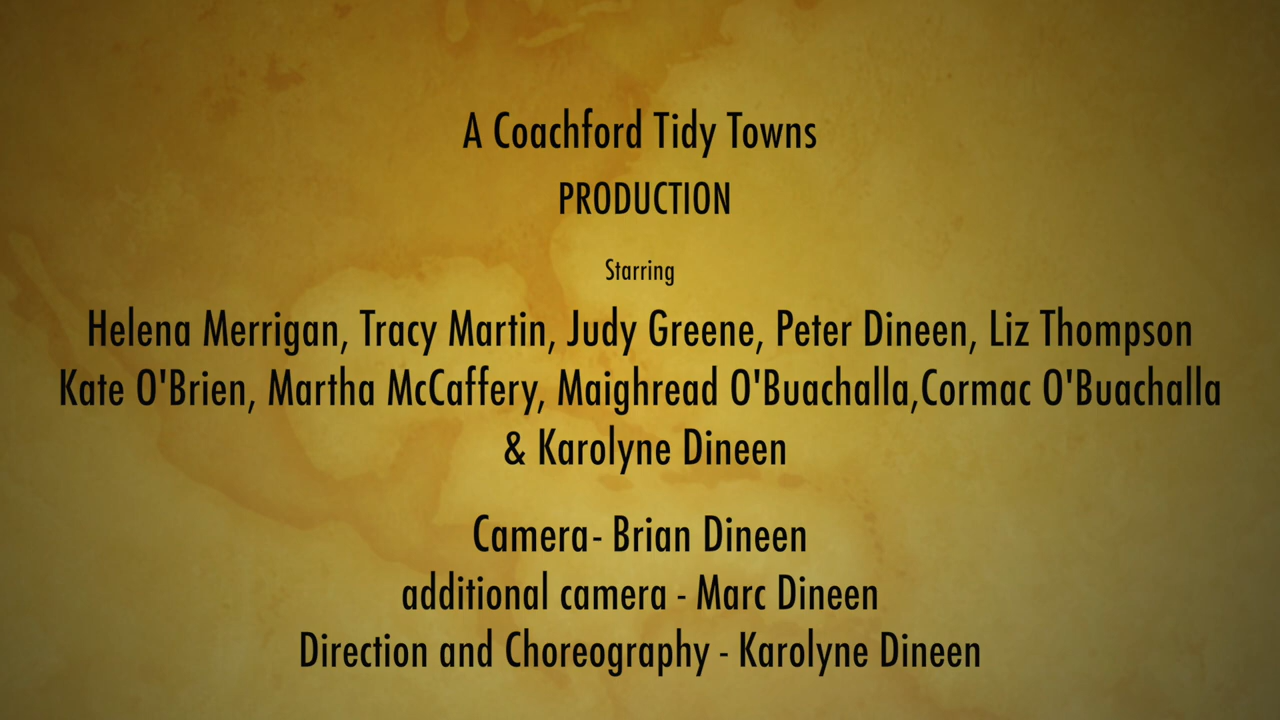 A Coachford Tidy Towns
PRODUCTION
Starring
Helena Merrigan, Tracy Martin, Judy Greene, Peter Dineen, Liz Thompson
Kate O'Brien, Martha McCaffery, Maighread O'Buachalla,Cormac O'Buachalla
& Karolyne Dineen
Camera- Brian Dineen
additional camera - Marc Dineen
Direction and Choreography - Karolyne Dineen